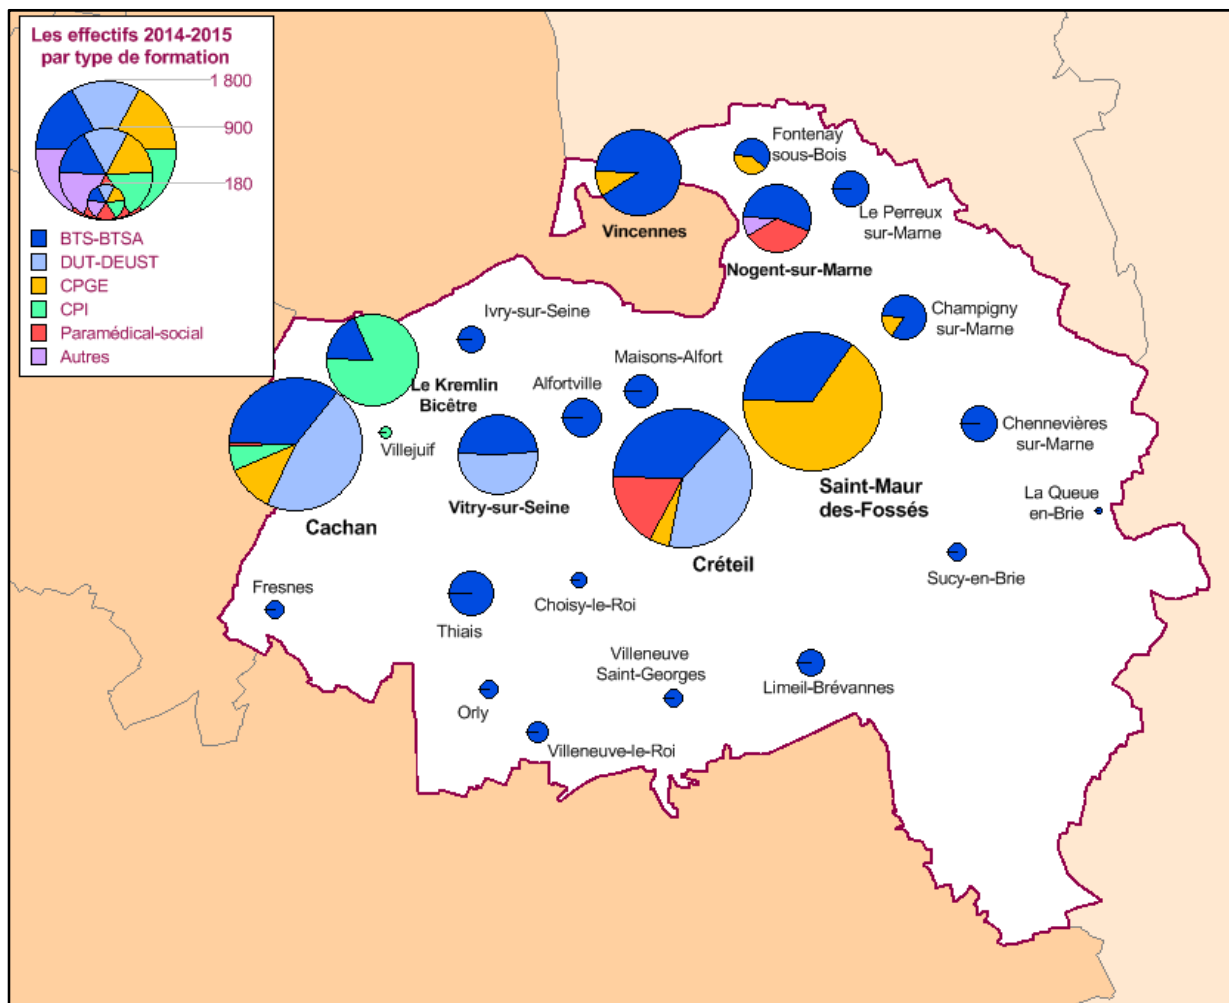 Les effectifs 2014-2015
par type de formation
1 800
900
180
BTS-BTSA
DUT-DEUST
CPGE
CPI
Paramédical-social
Autres
Fontenay
sous-Bois
Le Perreux
sur-Marne
Vincennes
Nogent-sur-Marne
Ivry-sur-Seine
Champigny
sur-Marne
Maisons-Alfort
Le Kremlin
Bicêtre
Alfortville
Villejuif
Chennevières
sur-Marne
Vitry-sur-Seine
Saint-Maur
des-Fossés
La Queue
en-Brie
Cachan
Créteil
Sucy-en-Brie
Fresnes
Choisy-le-Roi
Thiais
Villeneuve
Saint-Georges
Limeil-Brévannes
Orly
Villeneuve-le-Roi